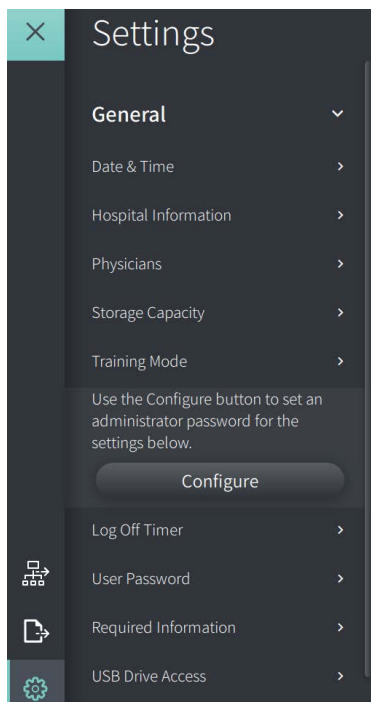 Settings
General
Date & Time
Hospital Information
Physicians
Storage Capacity
Training Mode
Use the Configure button to set an
administrator password for the
settings below.
Configure
Log Off Timer
User Password
Required Information
USB Drive Access